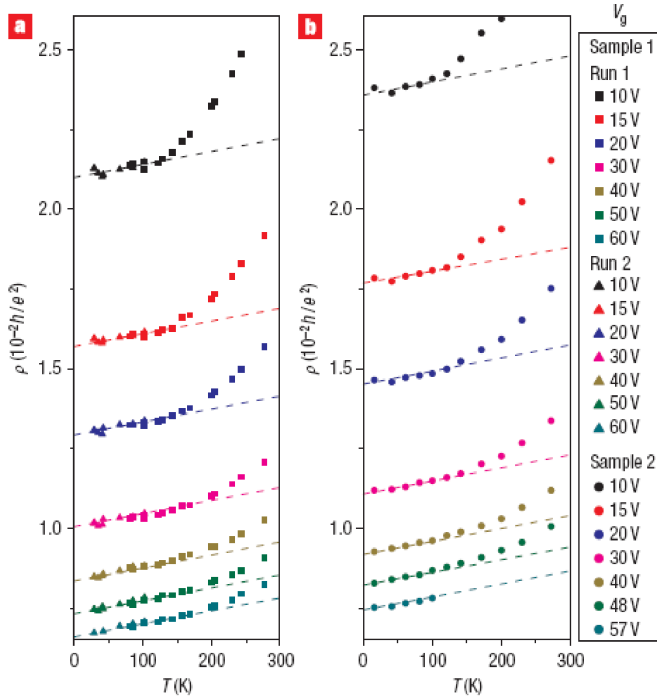 a
2.5
2.0
1.5
1.0
ρ (10⁻² h/e²)
0
100
200
300
T (K)
b
2.5
2.0
1.5
1.0
ρ (10⁻² h/e²)
0
100
200
300
T (K)
Vg
Sample 1
Run 1
10 V
15 V
20 V
30 V
40 V
50 V
60 V
Run 2
10 V
15 V
20 V
30 V
40 V
50 V
60 V
Sample 2
10 V
15 V
20 V
30 V
40 V
48 V
57 V